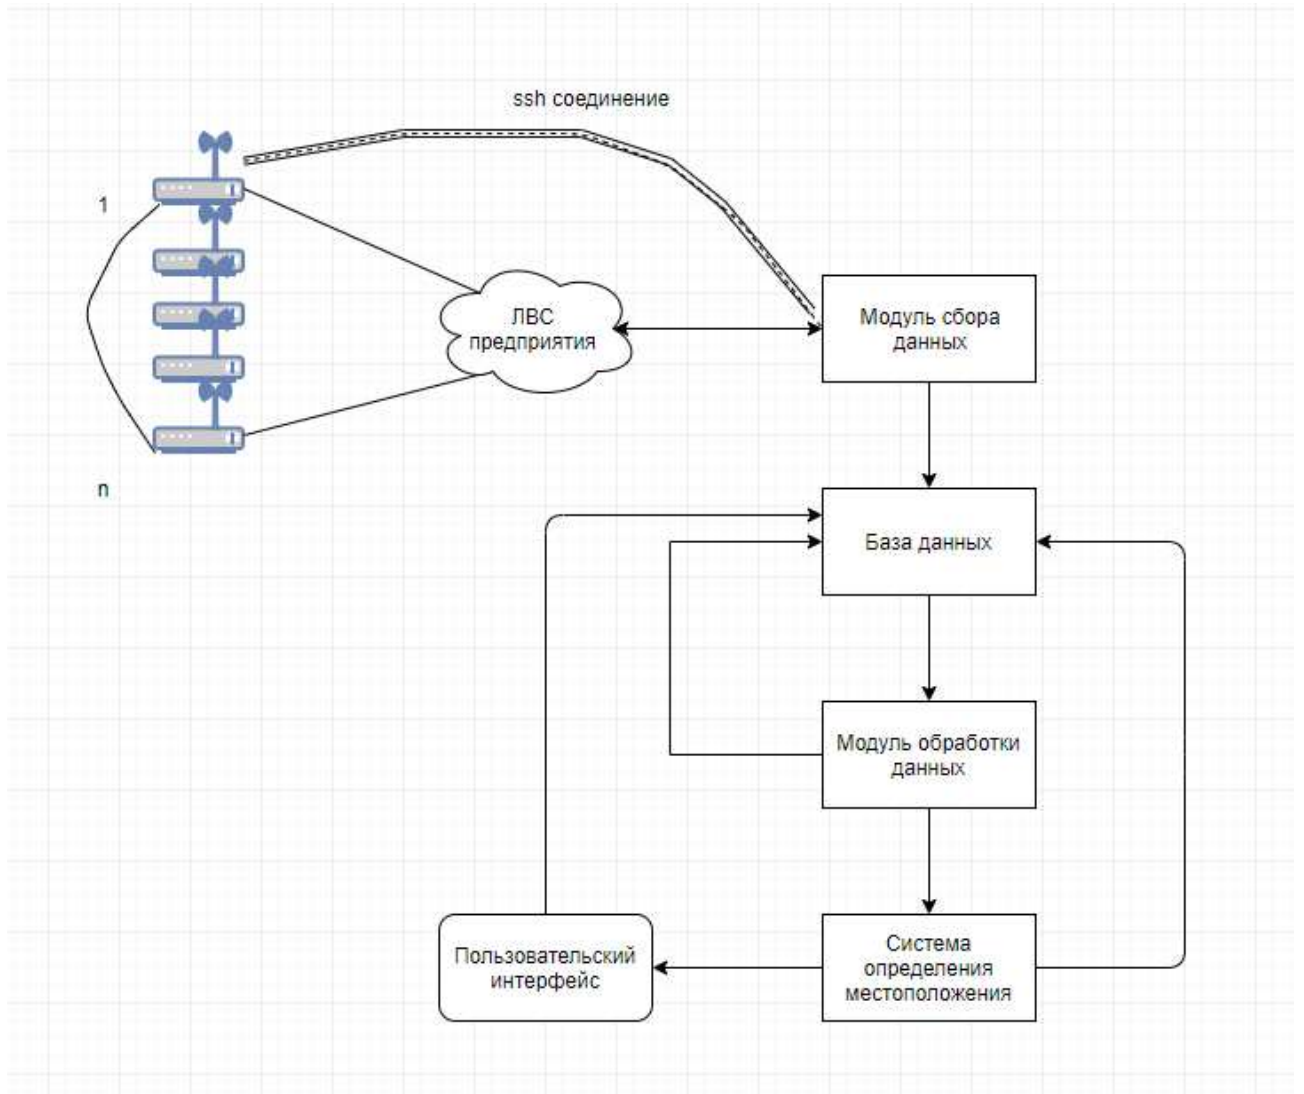 ssh соединение
1
ЛВС
предприятия
Модуль сбора
данных
n
База данных
Модуль обработки
данных
Пользовательский
интерфейс
Система
определения
местоположения